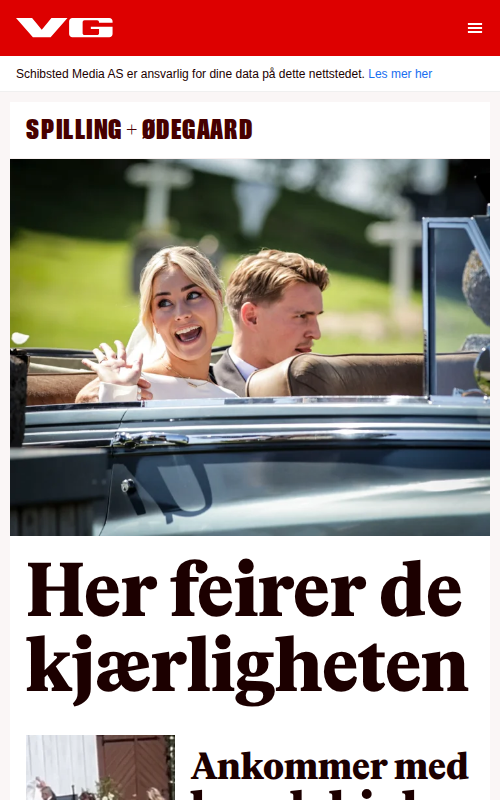 VG
Schibsted Media AS er ansvarlig for dine data på dette nettstedet. Les mer her
SPILLING + ØDEGAARD
Her feirer de
kjærligheten
Ankommer med